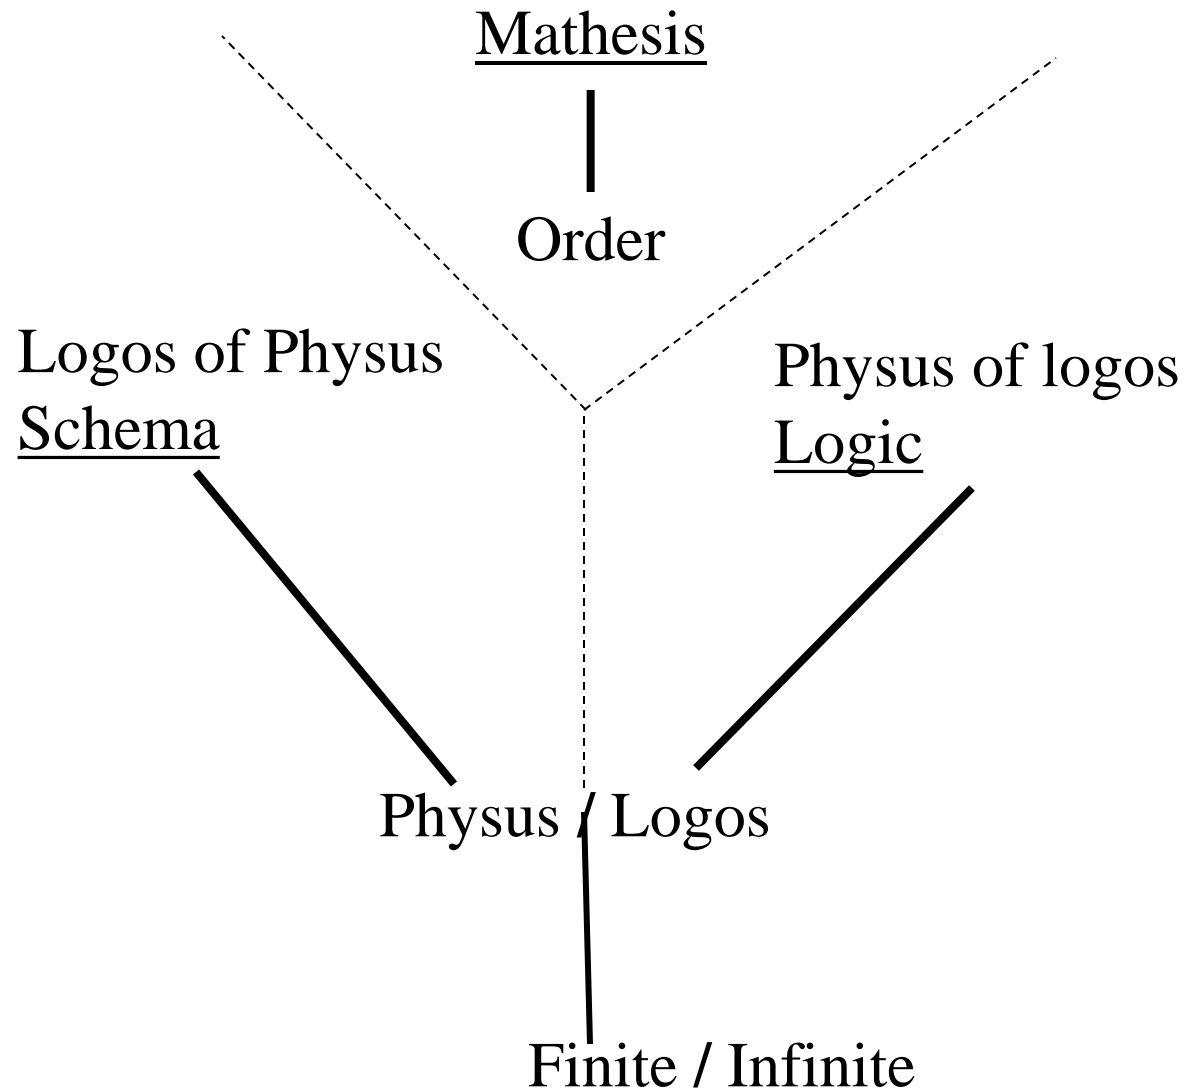 Mathesis
Order
Logos of Physus
Schema
Physus of logos
Logic
Physus / Logos
Finite / Infinite